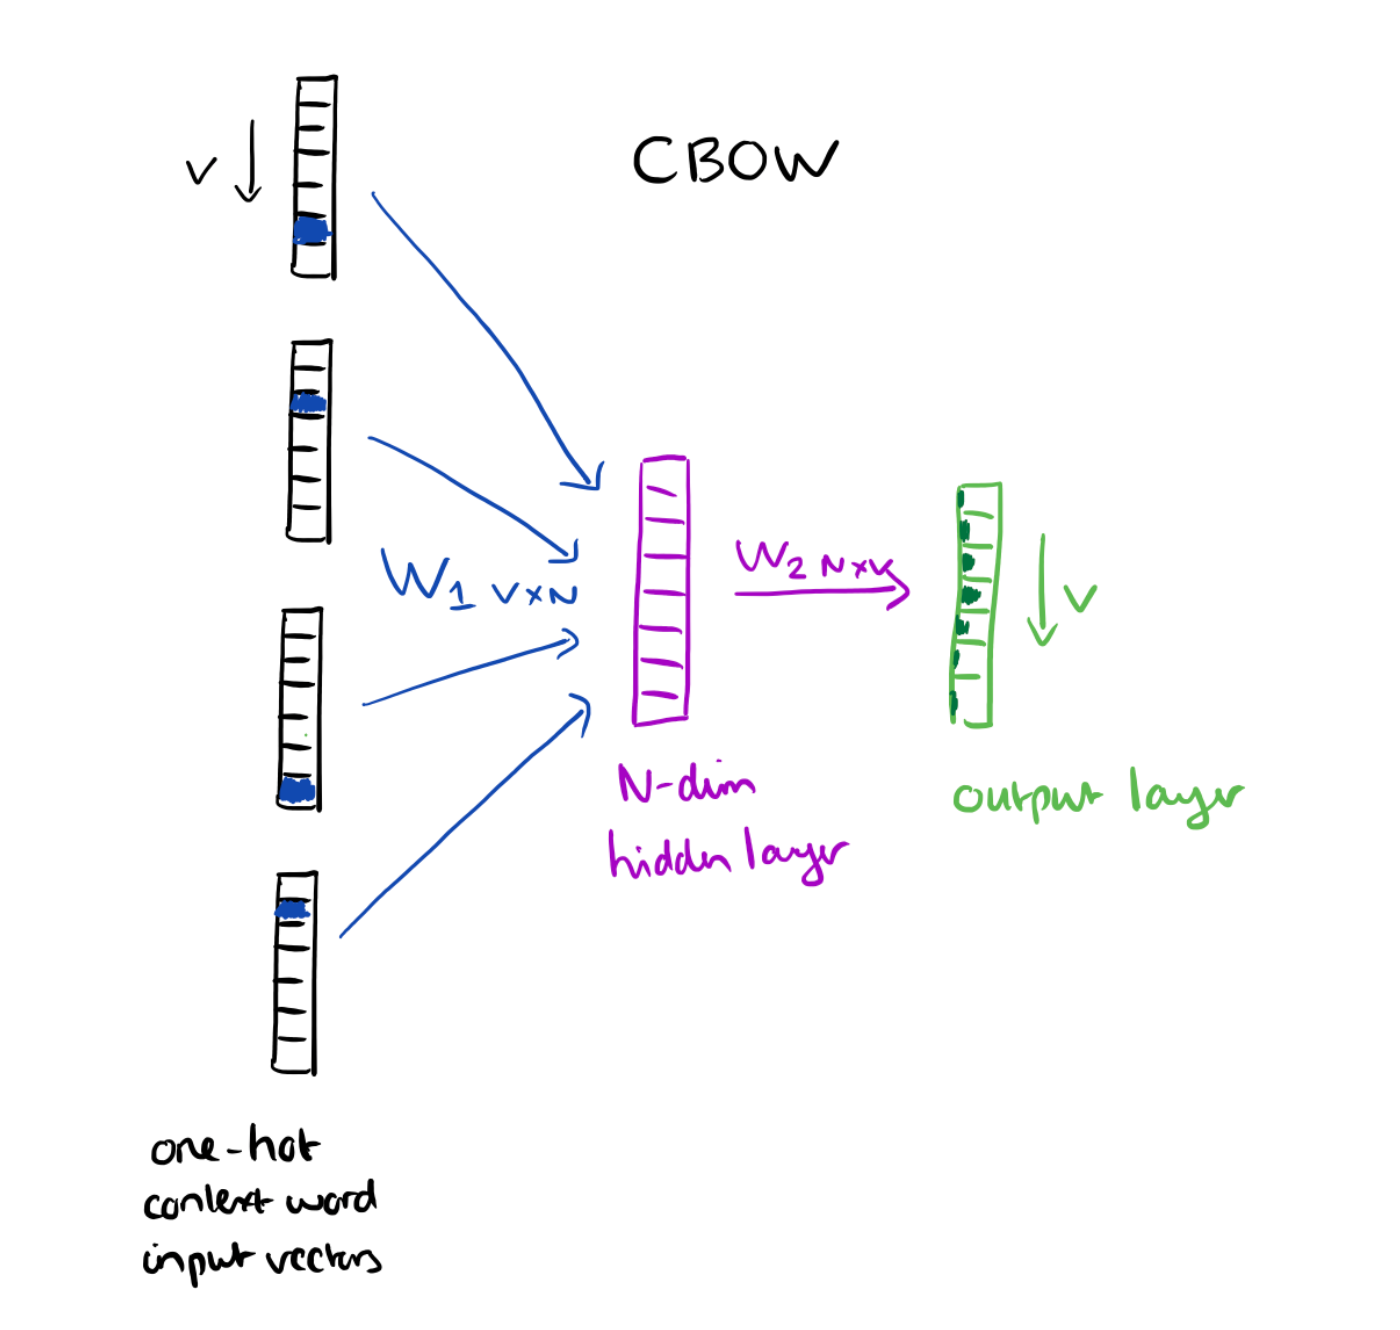 CBOW
V
W1 V×N
W2 N×V
V
N-dim
hidden layer
output layer
one-hot
context word
input vectors